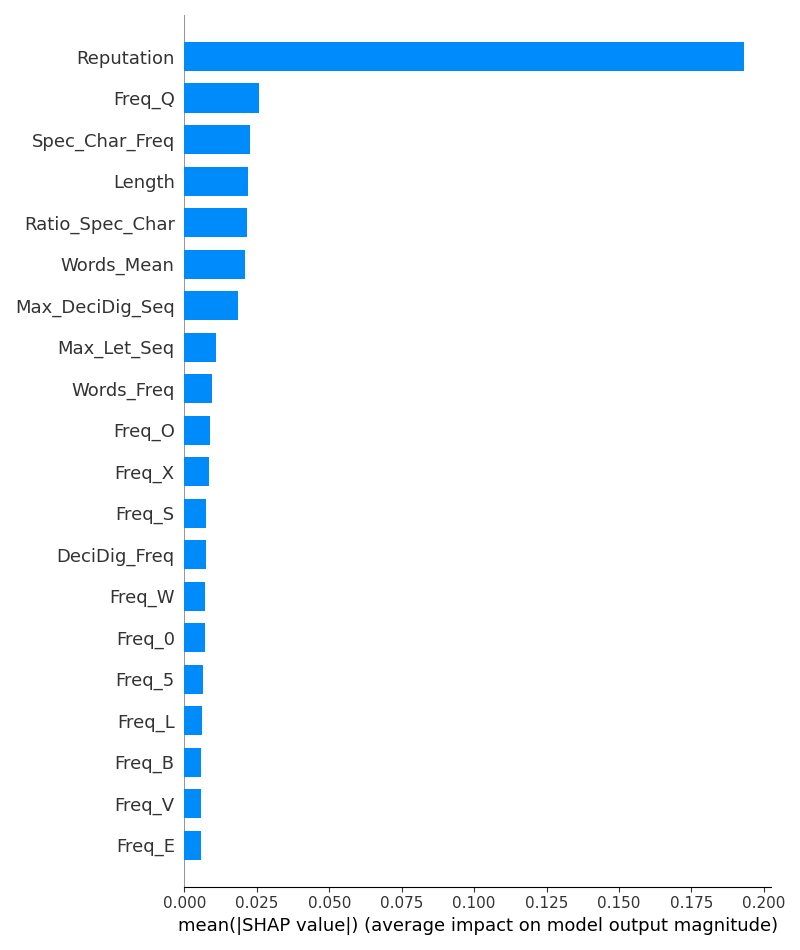 Reputation
Freq_Q
Spec_Char_Freq
Length
Ratio_Spec_Char
Words_Mean
Max_DeciDig_Seq
Max_Let_Seq
Words_Freq
Freq_O
Freq_X
Freq_S
DeciDig_Freq
Freq_W
Freq_0
Freq_5
Freq_L
Freq_B
Freq_V
Freq_E
0.000 0.025 0.050 0.075 0.100 0.125 0.150 0.175 0.200
mean(|SHAP value|) (average impact on model output magnitude)